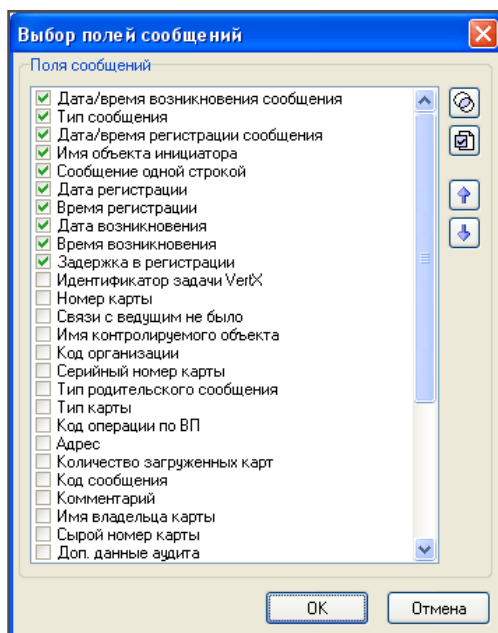 Выбор полей сообщений
Поля сообщений
Дата/время возникновения сообщения
Тип сообщения
Дата/время регистрации сообщения
Имя объекта инициатора
Сообщение одной строкой
Дата регистрации
Время регистрации
Дата возникновения
Время возникновения
Задержка в регистрации
Идентификатор задачи VertX
Номер карты
Связи с ведущим не было
Имя контролируемого объекта
Код организации
Серийный номер карты
Тип родительского сообщения
Тип карты
Код операции по ВП
Адрес
Количество загруженных карт
Код сообщения
Комментарий
Имя владельца карты
Сырой номер карты
Доп. данные аудита
OK
Отмена